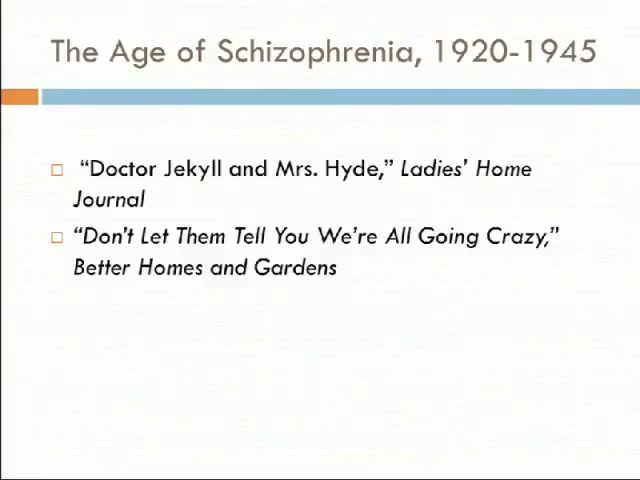 The Age of Schizophrenia, 1920-1945
“Doctor Jekyll and Mrs. Hyde,” Ladies’ Home
Journal
“Don’t Let Them Tell You We’re All Going Crazy,”
Better Homes and Gardens